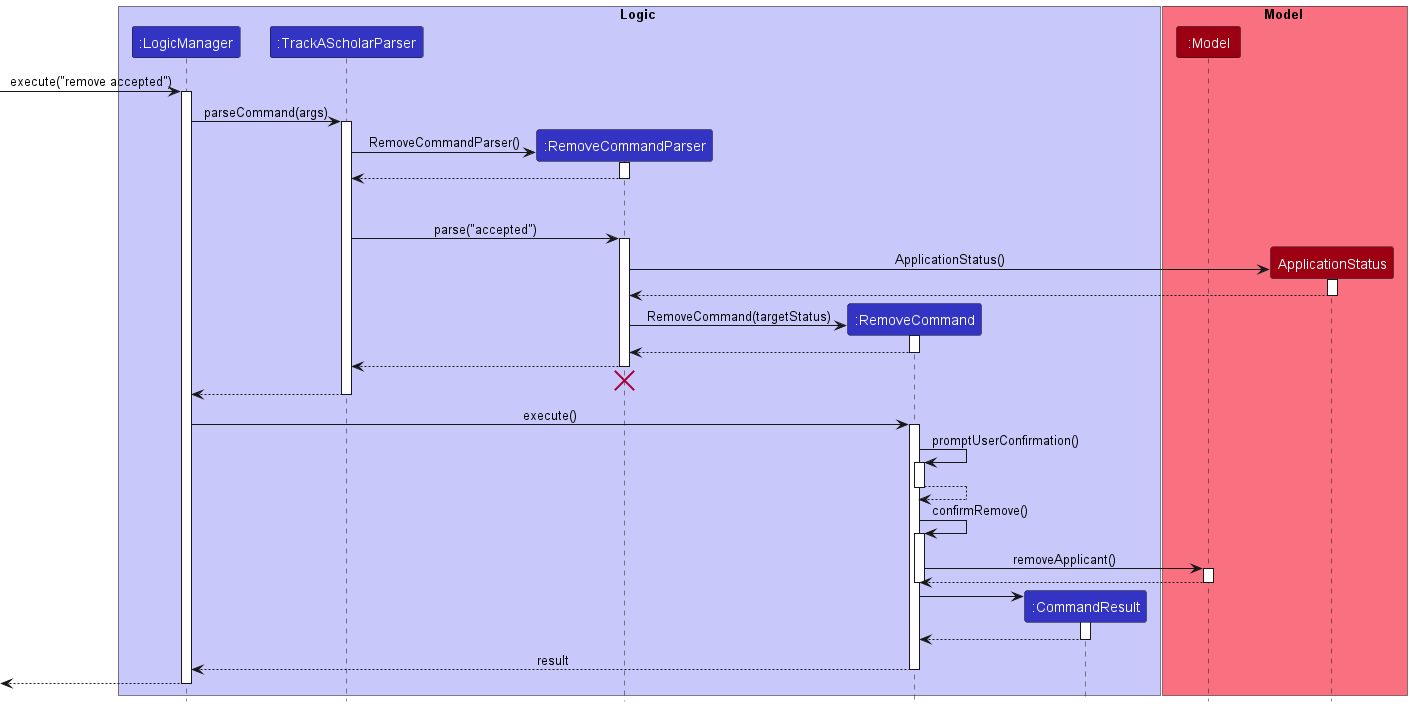 Logic
Model
:LogicManager
:TrackAScholarParser
:Model
execute("remove accepted")
parseCommand(args)
RemoveCommandParser()
:RemoveCommandParser
parse("accepted")
ApplicationStatus()
ApplicationStatus
RemoveCommand(targetStatus)
:RemoveCommand
execute()
promptUserConfirmation()
confirmRemove()
removeApplicant()
:CommandResult
result